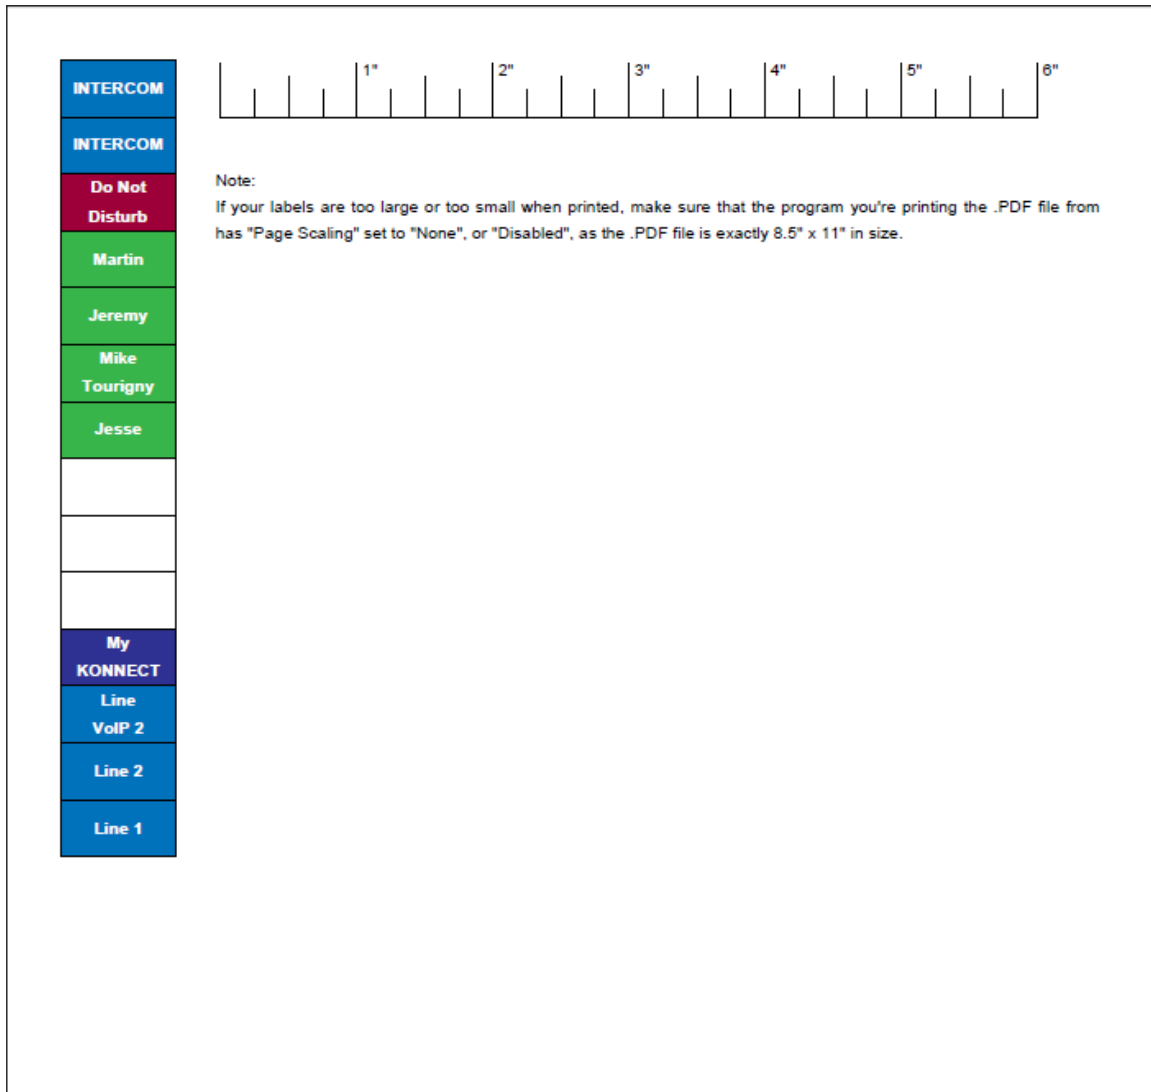 INTERCOM
INTERCOM
Do Not
Disturb
Martin
Jeremy
Mike
Tourigny
Jesse
My
KONNECT
Line
VoIP 2
Line 2
Line 1
1" 2" 3" 4" 5" 6"
Note:
If your labels are too large or too small when printed, make sure that the program you're printing the .PDF file from
has "Page Scaling" set to "None", or "Disabled", as the .PDF file is exactly 8.5" x 11" in size.